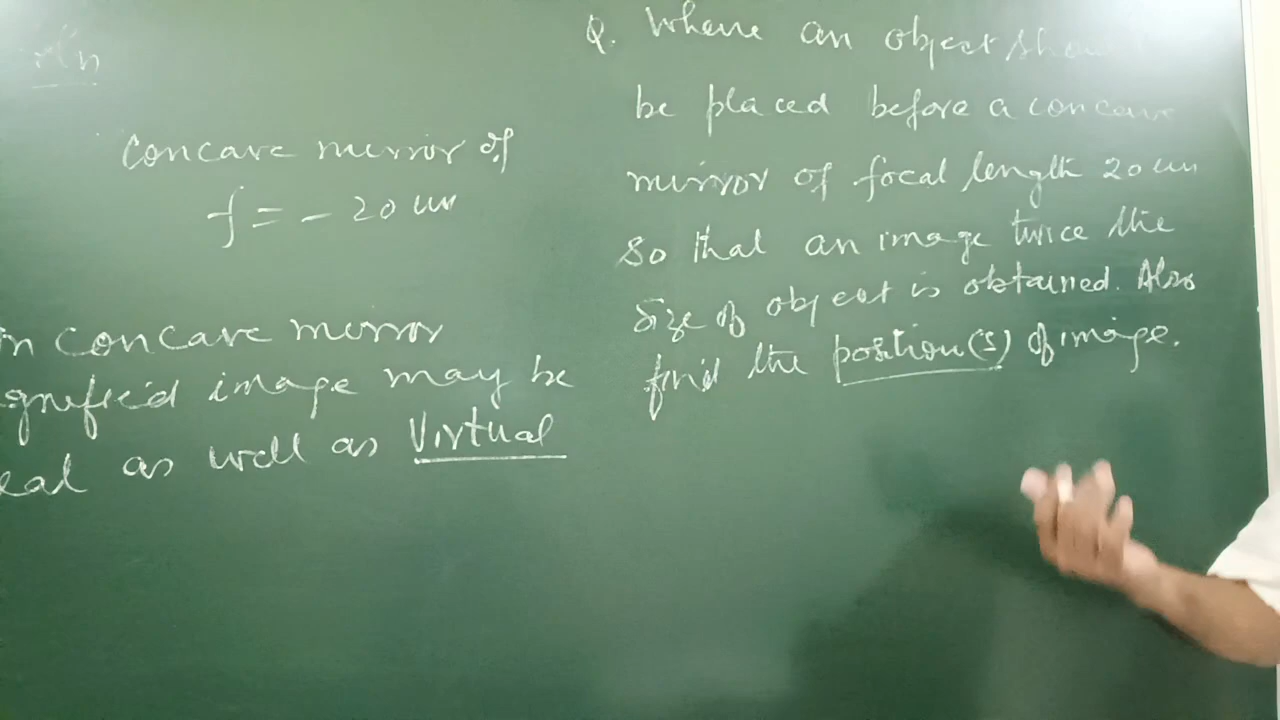 Soln
concave mirror of
f = - 20 cm
In concave mirror
magnified image may be
real as well as Virtual
Q. Where an object should
be placed before a concave
mirror of focal length 20 cm
so that an image twice the
size of object is obtained. Also
find the position(s) of image.